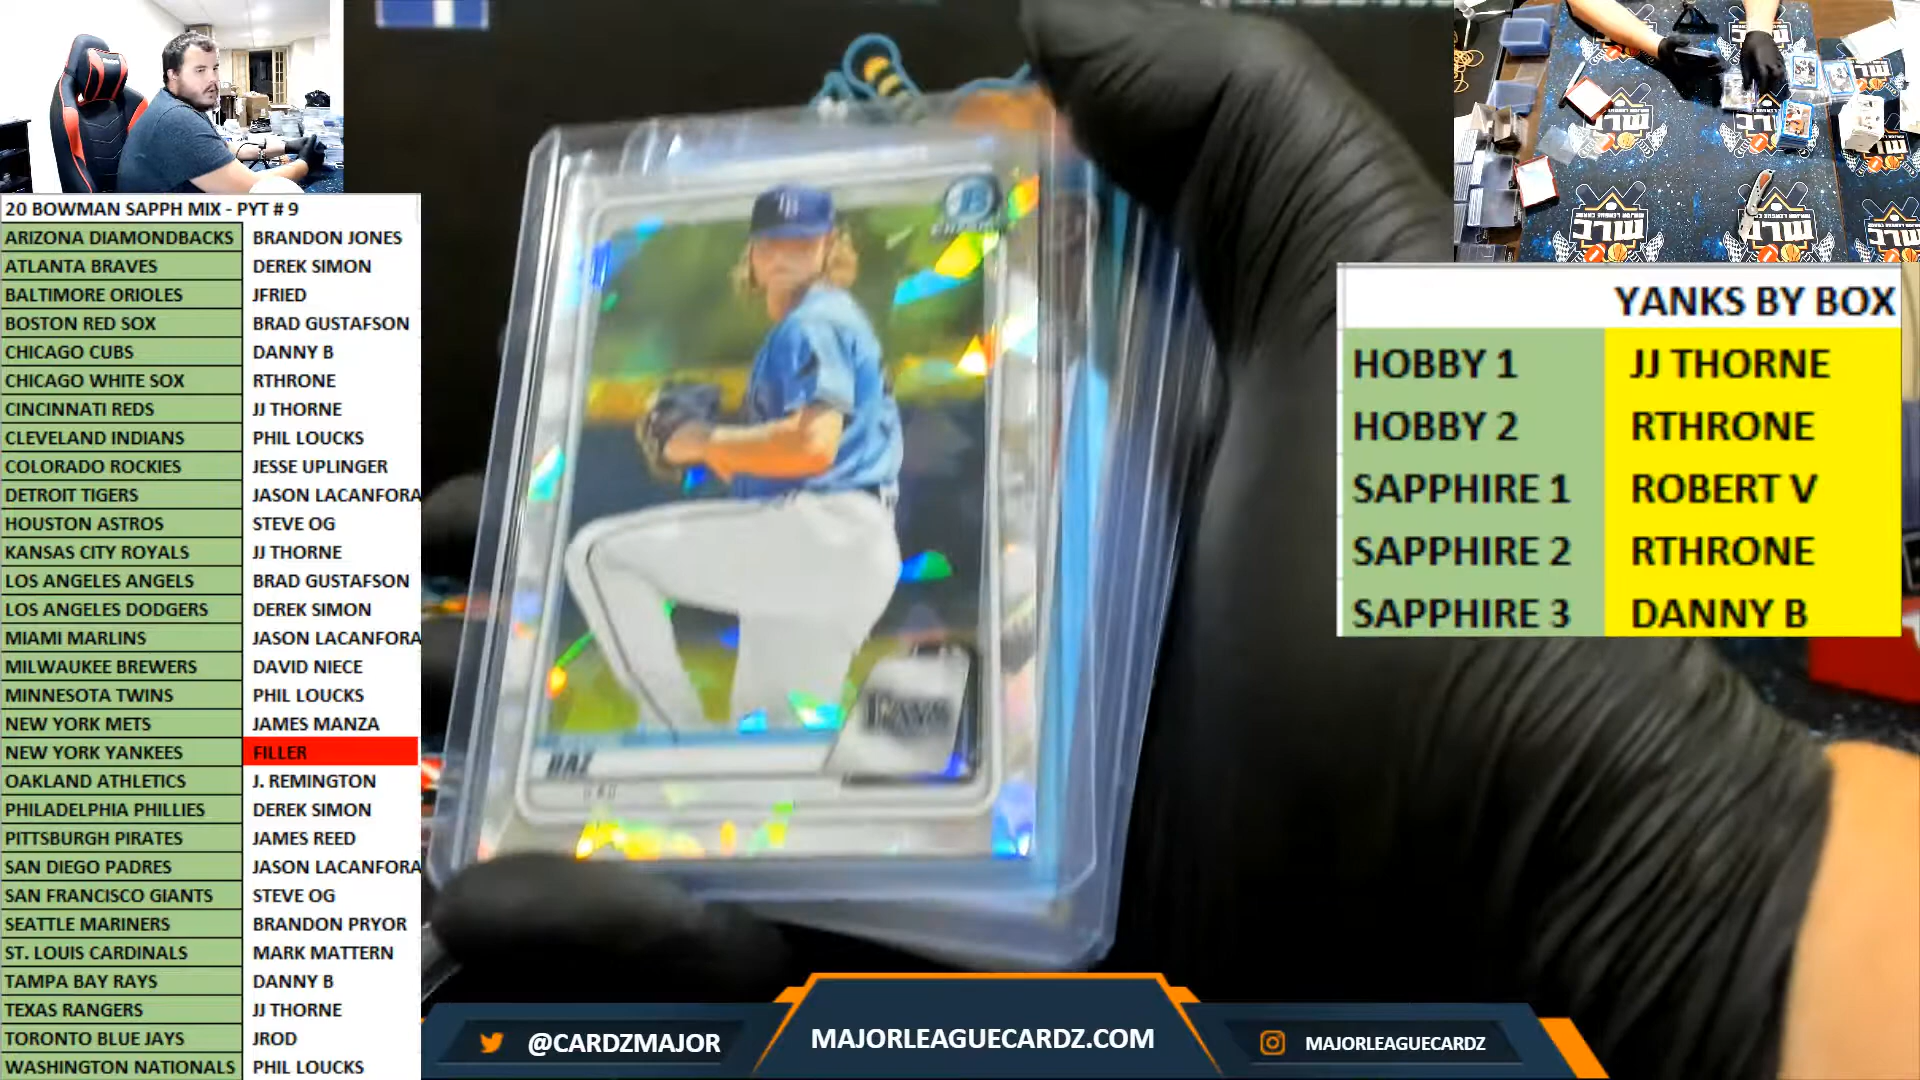 20 BOWMAN SAPPH MIX - PYT # 9
ARIZONA DIAMONDBACKS BRANDON JONES
ATLANTA BRAVES DEREK SIMON
BALTIMORE ORIOLES JFRIED
BOSTON RED SOX BRAD GUSTAFSON
CHICAGO CUBS DANNY B
CHICAGO WHITE SOX RTHRONE
CINCINNATI REDS JJ THORNE
CLEVELAND INDIANS PHIL LOUCKS
COLORADO ROCKIES JESSE UPLINGER
DETROIT TIGERS JASON LACANFORA
HOUSTON ASTROS STEVE OG
KANSAS CITY ROYALS JJ THORNE
LOS ANGELES ANGELS BRAD GUSTAFSON
LOS ANGELES DODGERS DEREK SIMON
MIAMI MARLINS JASON LACANFORA
MILWAUKEE BREWERS DAVID NIECE
MINNESOTA TWINS PHIL LOUCKS
NEW YORK METS JAMES MANZA
NEW YORK YANKEES FILLER
OAKLAND ATHLETICS J. REMINGTON
PHILADELPHIA PHILLIES DEREK SIMON
PITTSBURGH PIRATES JAMES REED
SAN DIEGO PADRES JASON LACANFORA
SAN FRANCISCO GIANTS STEVE OG
SEATTLE MARINERS BRANDON PRYOR
ST. LOUIS CARDINALS MARK MATTERN
TAMPA BAY RAYS DANNY B
TEXAS RANGERS JJ THORNE
TORONTO BLUE JAYS JROD
WASHINGTON NATIONALS PHIL LOUCKS
YANKS BY BOX
HOBBY 1 JJ THORNE
HOBBY 2 RTHRONE
SAPPHIRE 1 ROBERT V
SAPPHIRE 2 RTHRONE
SAPPHIRE 3 DANNY B
@CARDZMAJOR
MAJORLEAGUECARDZ.COM
MAJORLEAGUECARDZ